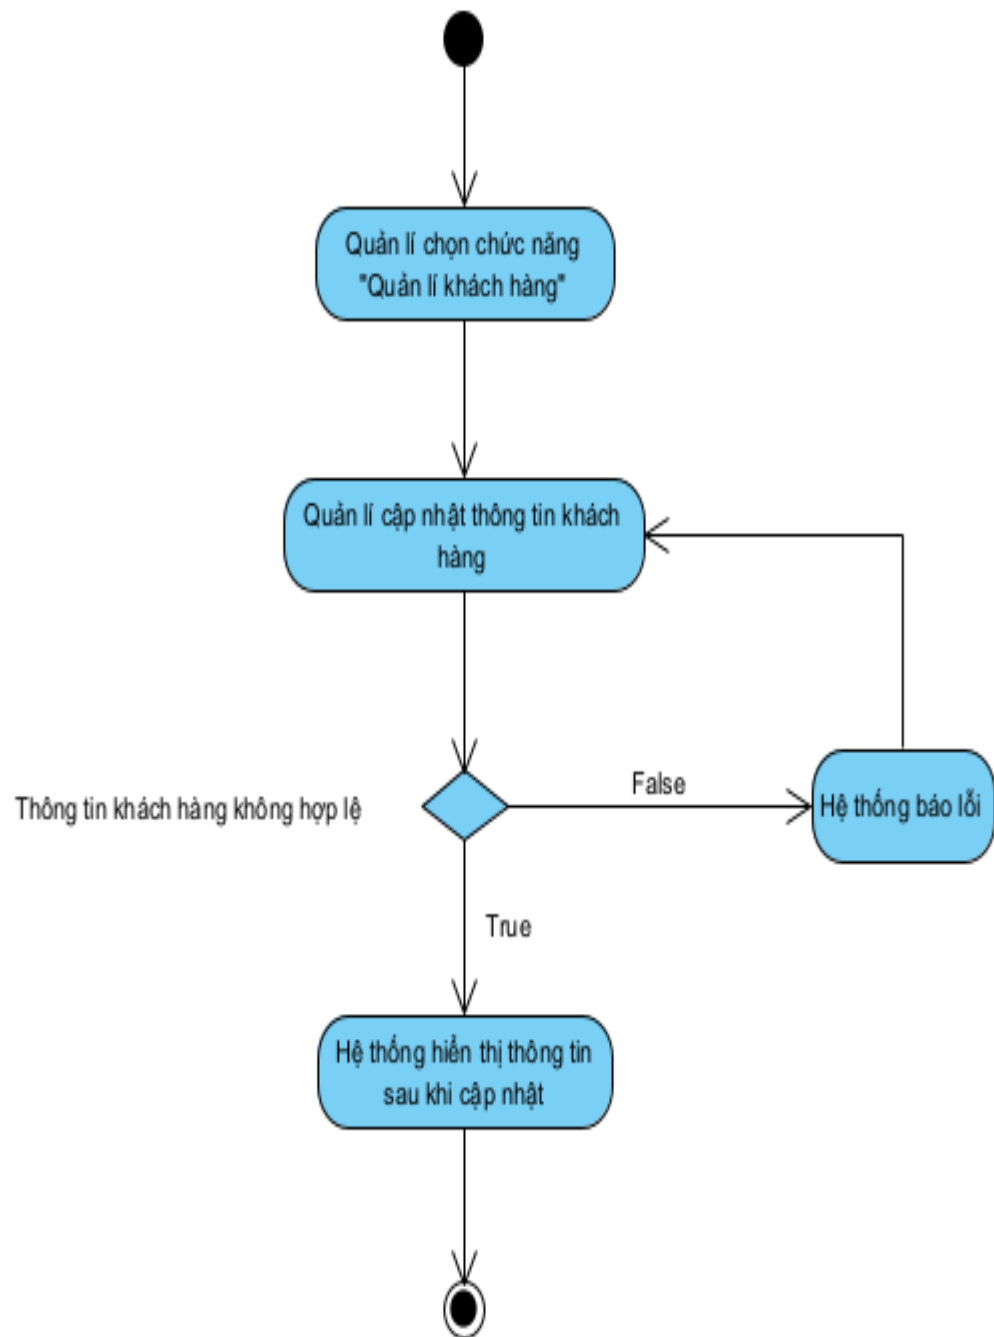 Quản lí chọn chức năng
"Quản lí khách hàng"
Quản lí cập nhật thông tin khách
hàng
Thông tin khách hàng không hợp lệ
False
Hệ thống báo lỗi
True
Hệ thống hiển thị thông tin
sau khi cập nhật